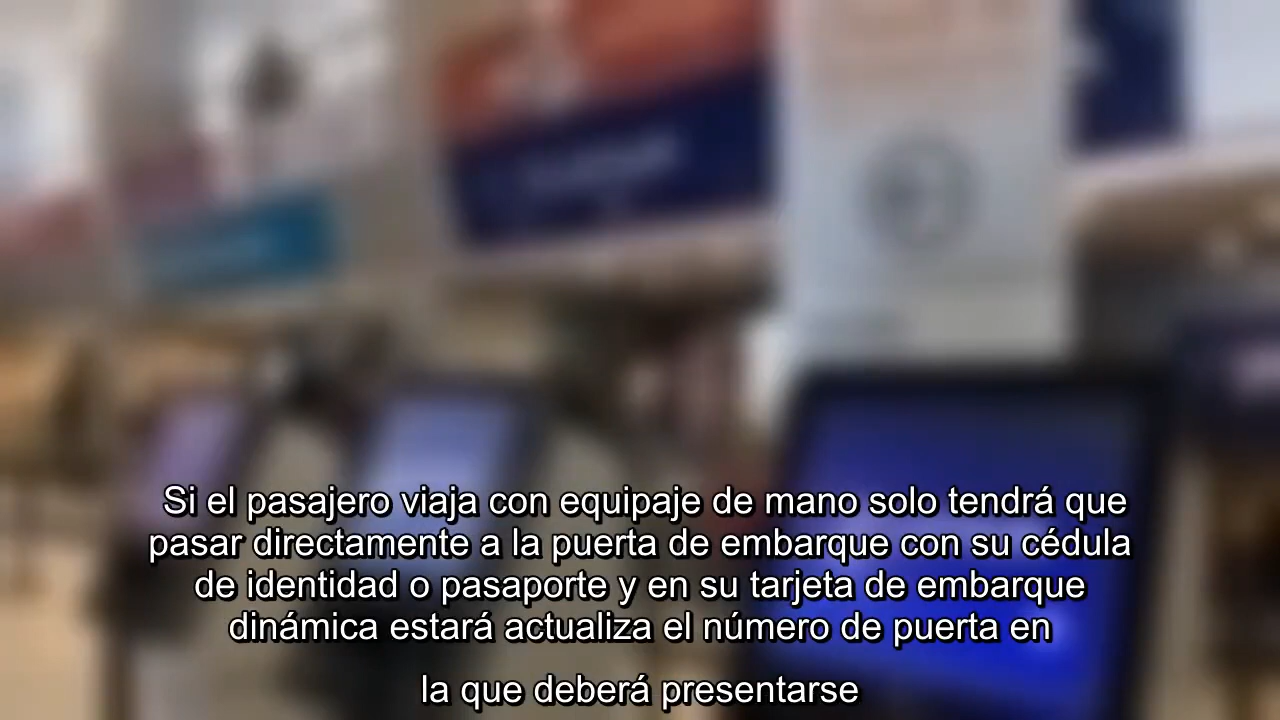 Si el pasajero viaja con equipaje de mano solo tendrá que
pasar directamente a la puerta de embarque con su cédula
de identidad o pasaporte y en su tarjeta de embarque
dinámica estará actualiza el número de puerta en
la que deberá presentarse